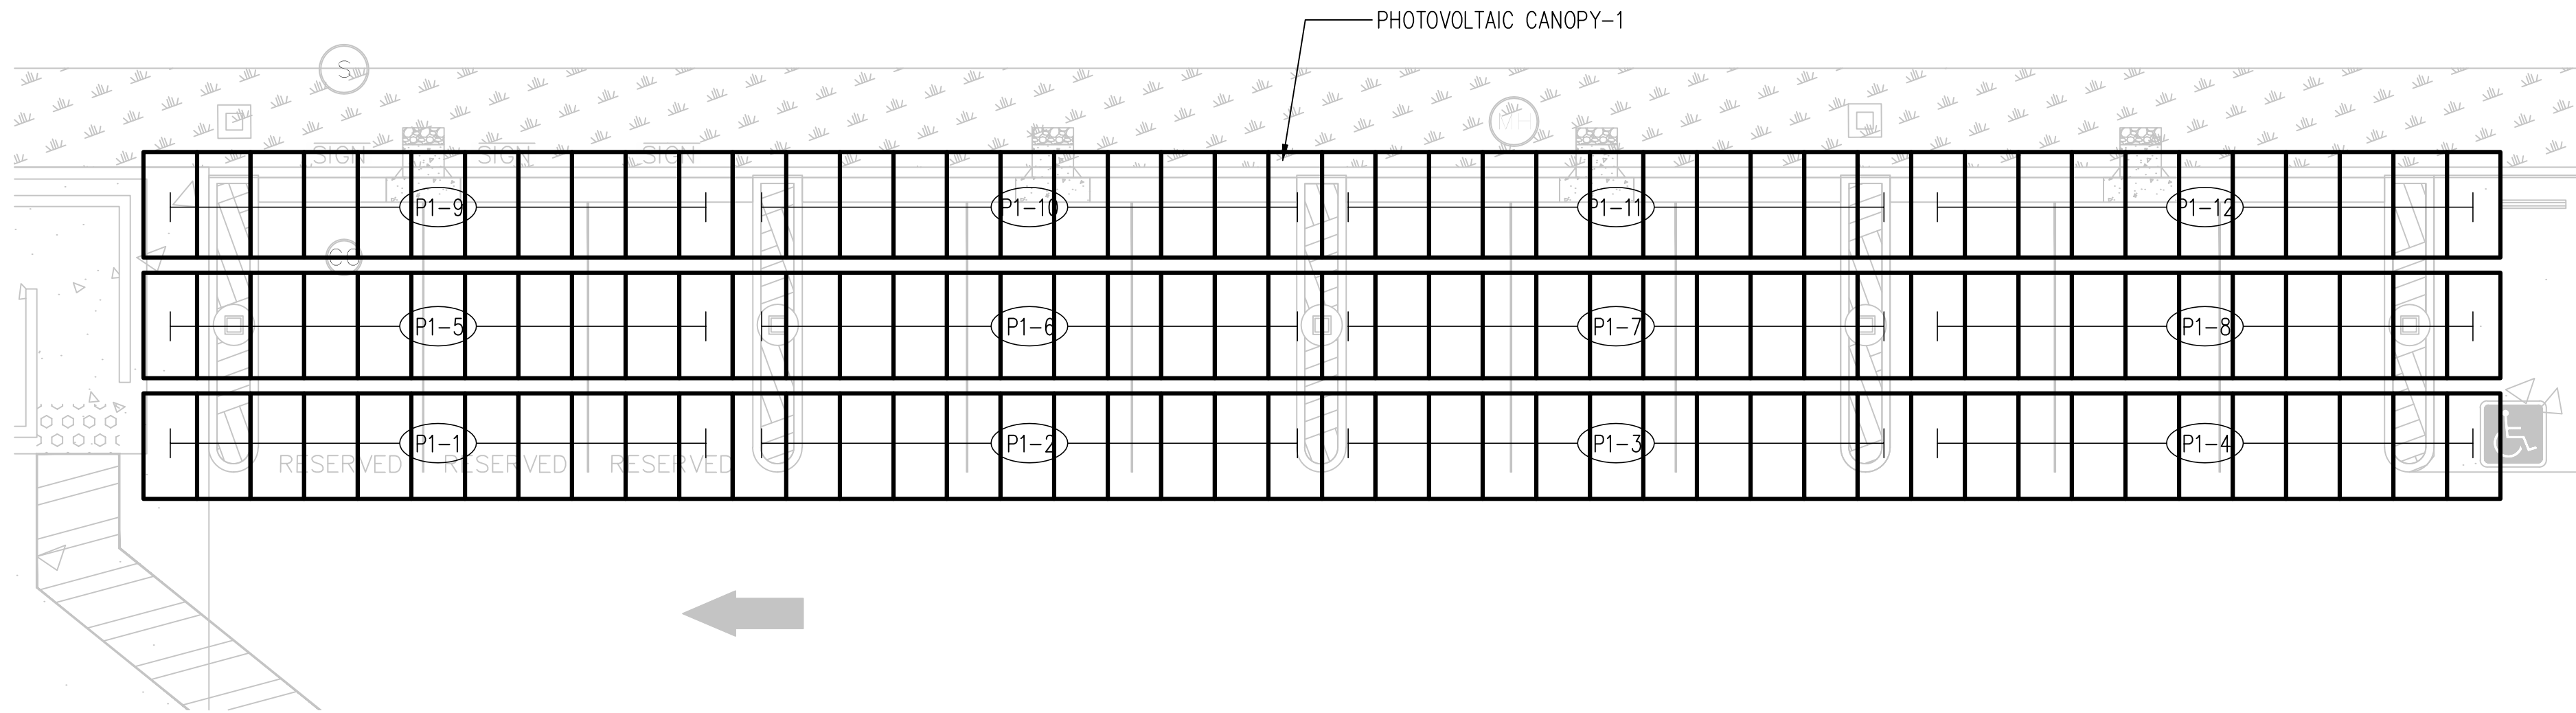 PHOTOVOLTAIC CANOPY-1
S
MH
SIGN SIGN SIGN
P1-9 P1-10 P1-11 P1-12
CO
P1-5 P1-6 P1-7 P1-8
P1-1 P1-2 P1-3 P1-4
RESERVED RESERVED RESERVED